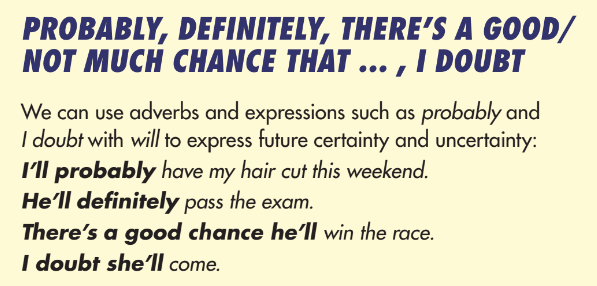 PROBABLY, DEFINITELY, THERE'S A GOOD/
NOT MUCH CHANCE THAT ... , I DOUBT
We can use adverbs and expressions such as probably and
I doubt with will to express future certainty and uncertainty:
I'll probably have my hair cut this weekend.
He'll definitely pass the exam.
There's a good chance he'll win the race.
I doubt she'll come.